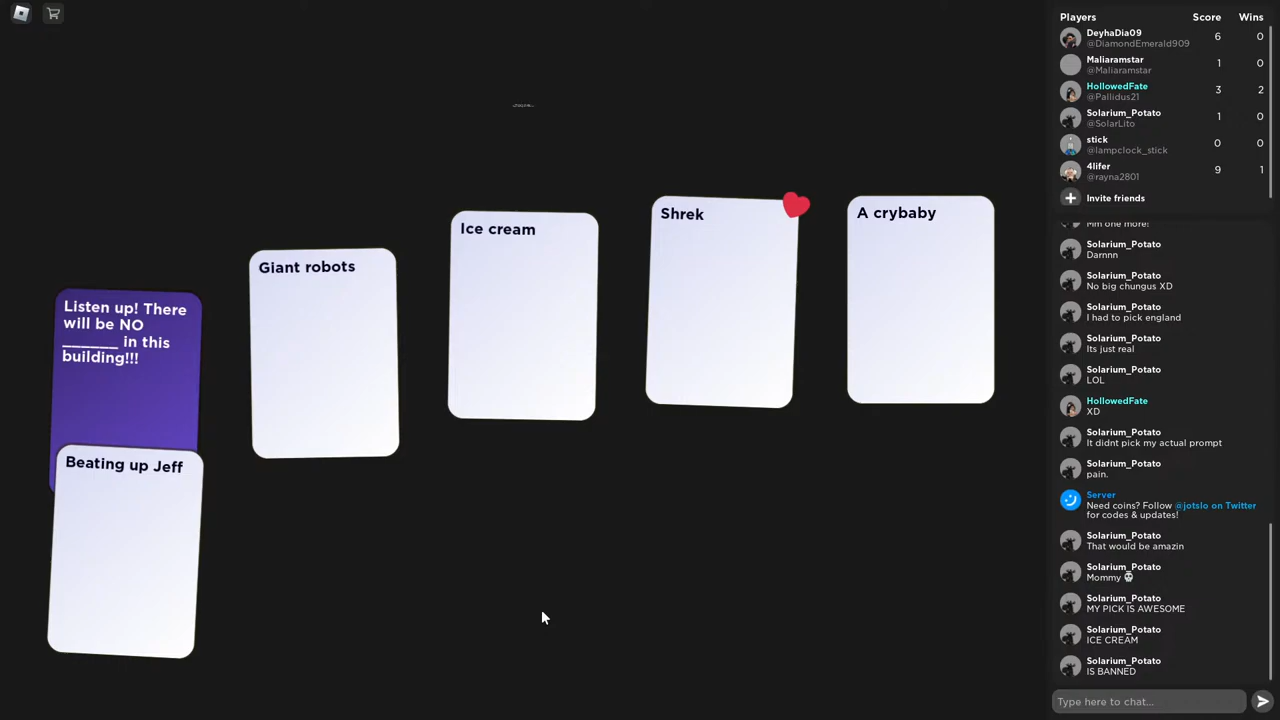 Listen up! There
will be NO
______ in this
building!!!
Beating up Jeff
Giant robots
Ice cream
Shrek
A crybaby
Players Score Wins
DeyhaDia09
@DiamondEmerald909 6 0
Maliaramstar
@Maliaramstar 1 0
HollowedFate
@Pallidus21 3 2
Solarium_Potato
@SolarLito 1 0
stick
@lampclock_stick 0 0
4lifer
@rayna2801 9 1
Invite friends
Mm one more!
Solarium_Potato
Darnnn
Solarium_Potato
No big chungus XD
Solarium_Potato
I had to pick england
Solarium_Potato
Its just real
Solarium_Potato
LOL
HollowedFate
XD
Solarium_Potato
It didnt pick my actual prompt
Solarium_Potato
pain.
Server
Need coins? Follow @jotslo on Twitter
for codes & updates!
Solarium_Potato
That would be amazin
Solarium_Potato
Mommy 💀
Solarium_Potato
MY PICK IS AWESOME
Solarium_Potato
ICE CREAM
Solarium_Potato
IS BANNED
Type here to chat...